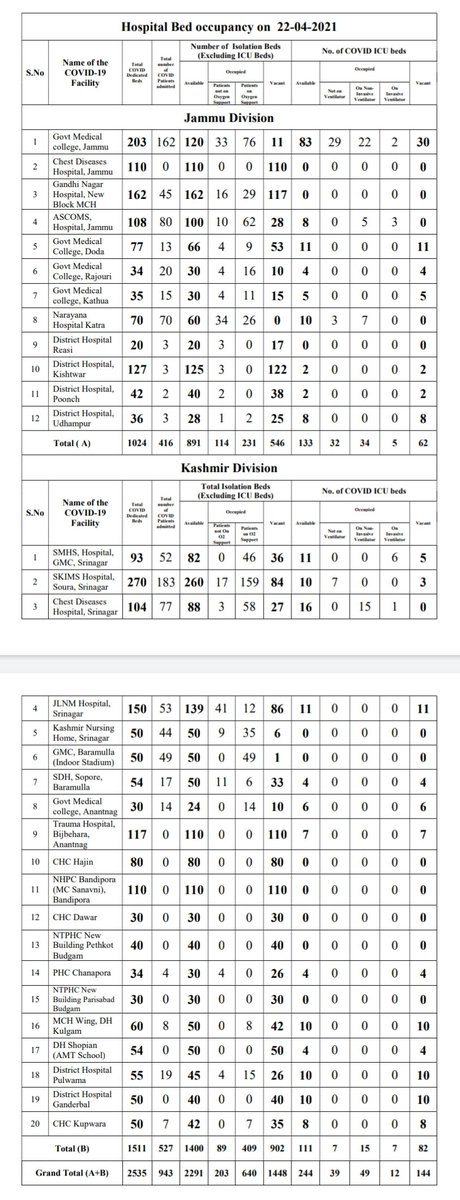 Hospital Bed occupancy on 22-04-2021
S.No Name of the COVID-19 Facility Total COVID Dedicated Beds Total number of COVID Patients admitted Number of Isolation Beds (Excluding ICU Beds) No. of COVID ICU beds
Available Occupied Vacant Available Occupied Vacant
Patients not on Oxygen Support Patients on Oxygen Support Not on Ventilator On Non-Invasive Ventilator On Invasive Ventilator
Jammu Division
1 Govt Medical college, Jammu 203 162 120 33 76 11 83 29 22 2 30
2 Chest Diseases Hospital, Jammu 110 0 110 0 0 110 0 0 0 0 0
3 Gandhi Nagar Hospital, New Block MCH 162 45 162 16 29 117 0 0 0 0 0
4 ASCOMS, Hospital, Jammu 108 80 100 10 62 28 8 0 5 3 0
5 Govt Medical College, Doda 77 13 66 4 9 53 11 0 0 0 11
6 Govt Medical College, Rajouri 34 20 30 4 16 10 4 0 0 0 4
7 Govt Medical college, Kathua 35 15 30 4 11 15 5 0 0 0 5
8 Narayana Hospital Katra 70 70 60 34 26 0 10 3 7 0 0
9 District Hospital Reasi 20 3 20 3 0 17 0 0 0 0 0
10 District Hospital, Kishtwar 127 3 125 3 0 122 2 0 0 0 2
11 District Hospital, Poonch 42 2 40 2 0 38 2 0 0 0 2
12 District Hospital, Udhampur 36 3 28 1 2 25 8 0 0 0 8
Total ( A) 1024 416 891 114 231 546 133 32 34 5 62
Kashmir Division
S.No Name of the COVID-19 Facility Total COVID Dedicated Beds Total number of COVID Patients admitted Total Isolation Beds (Excluding ICU Beds) No. of COVID ICU beds
Available Occupied Vacant Available Occupied Vacant
Patients not On O2 Support Patients on O2 Support Not on Ventilator On Non-Invasive Ventilator On Invasive Ventilator
1 SMHS, Hospital, GMC, Srinagar 93 52 82 0 46 36 11 0 0 6 5
2 SKIMS Hospital, Soura, Srinagar 270 183 260 17 159 84 10 7 0 0 3
3 Chest Diseases Hospital, Srinagar 104 77 88 3 58 27 16 0 15 1 0
4 JLNM Hospital, Srinagar 150 53 139 41 12 86 11 0 0 0 11
5 Kashmir Nursing Home, Srinagar 50 44 50 9 35 6 0 0 0 0 0
6 GMC, Baramulla (Indoor Stadium) 50 49 50 0 49 1 0 0 0 0 0
7 SDH, Sopore, Baramulla 54 17 50 11 6 33 4 0 0 0 4
8 Govt Medical college, Anantnag 30 14 24 0 14 10 6 0 0 0 6
9 Trauma Hospital, Bijbehara, Anantnag 117 0 110 0 0 110 7 0 0 0 7
10 CHC Hajin 80 0 80 0 0 80 0 0 0 0 0
11 NHPC Bandipora (MC Sanavni), Bandipora 110 0 110 0 0 110 0 0 0 0 0
12 CHC Dawar 30 0 30 0 0 30 0 0 0 0 0
13 NTPHC New Building Pethkot Budgam 40 0 40 0 0 40 0 0 0 0 0
14 PHC Chanapora 34 4 30 4 0 26 4 0 0 0 4
15 NTPHC New Building Parisabad Budgam 30 0 30 0 0 30 0 0 0 0 0
16 MCH Wing, DH Kulgam 60 8 50 0 8 42 10 0 0 0 10
17 DH Shopian (AMT School) 54 0 50 0 0 50 4 0 0 0 4
18 District Hospital Pulwama 55 19 45 4 15 26 10 0 0 0 10
19 District Hospital Ganderbal 50 0 40 0 0 40 10 0 0 0 10
20 CHC Kupwara 50 7 42 0 7 35 8 0 0 0 8
Total (B) 1511 527 1400 89 409 902 111 7 15 7 82
Grand Total (A+B) 2535 943 2291 203 640 1448 244 39 49 12 144